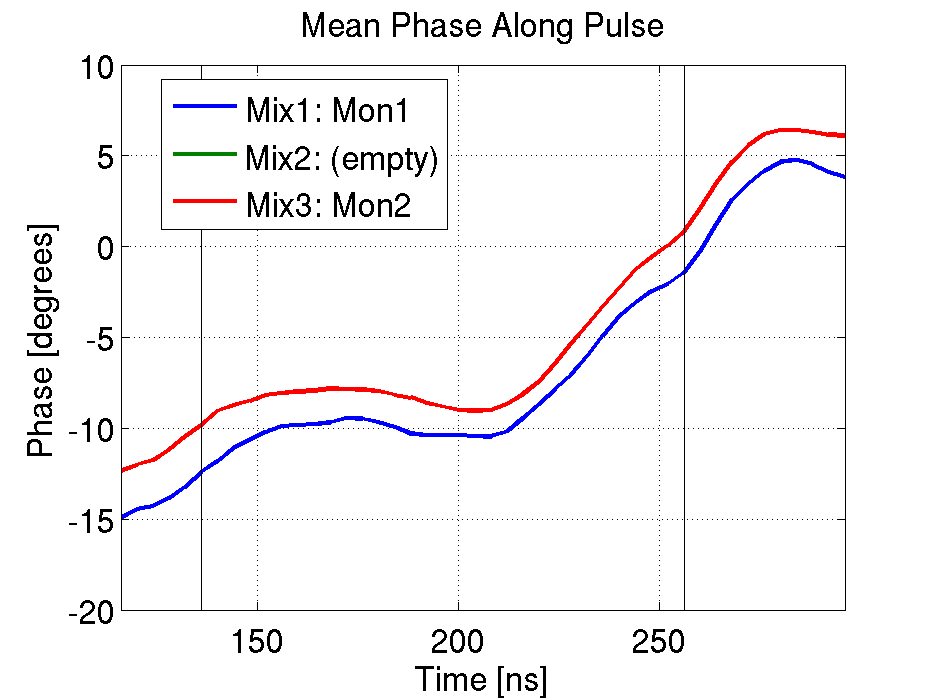 Mean Phase Along Pulse
10
5
0
-5
-10
-15
-20
Phase [degrees]
Mix1: Mon1
Mix2: (empty)
Mix3: Mon2
150
200
250
Time [ns]